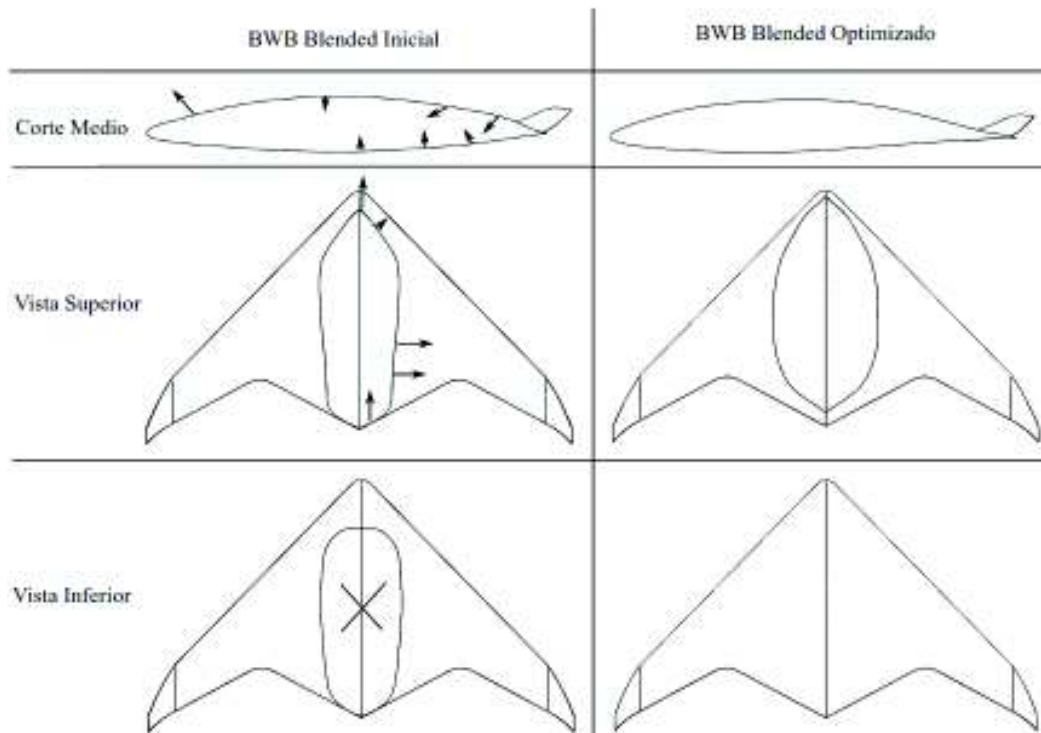 BWB Blended Inicial
BWB Blended Optimizado
Corte Medio
Vista Superior
Vista Inferior